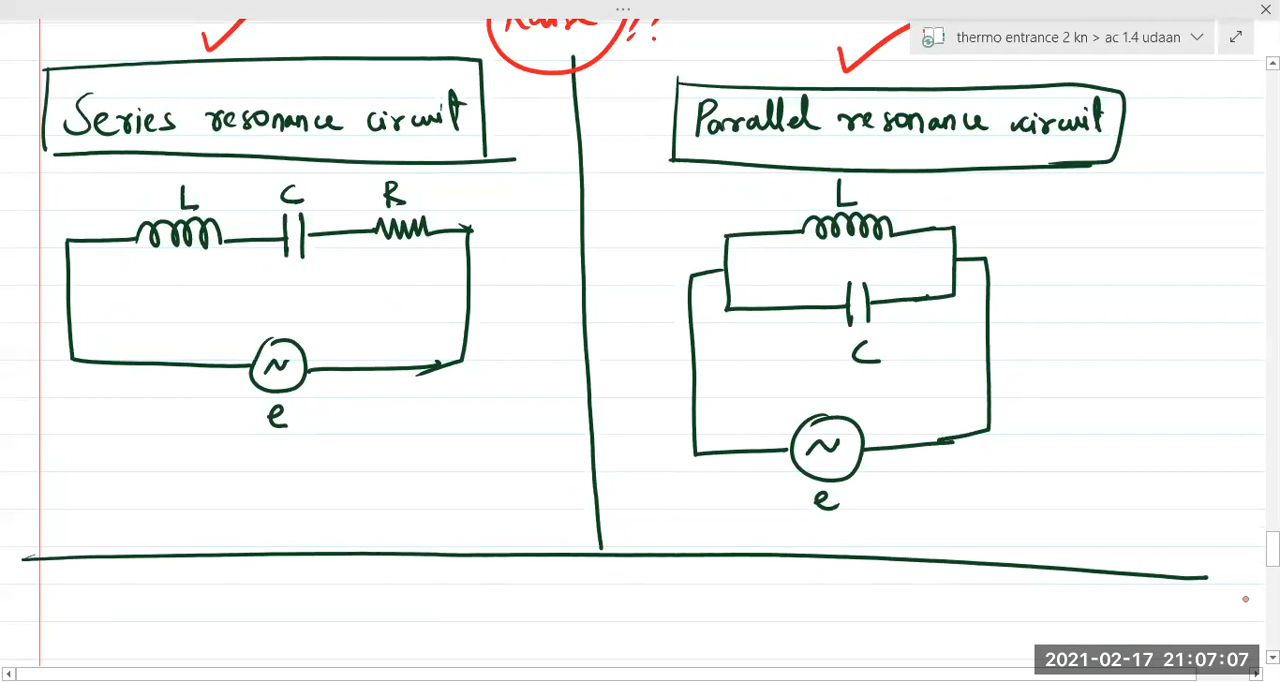 !!
thermo entrance 2 kn > ac 1.4 udaan
Series resonance circuit
L C R
e
Parallel resonance circuit
L
C
e
2021-02-17 21:07:07